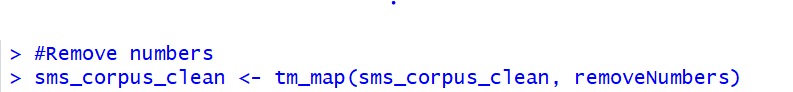 > #Remove numbers
> sms_corpus_clean <- tm_map(sms_corpus_clean, removeNumbers)